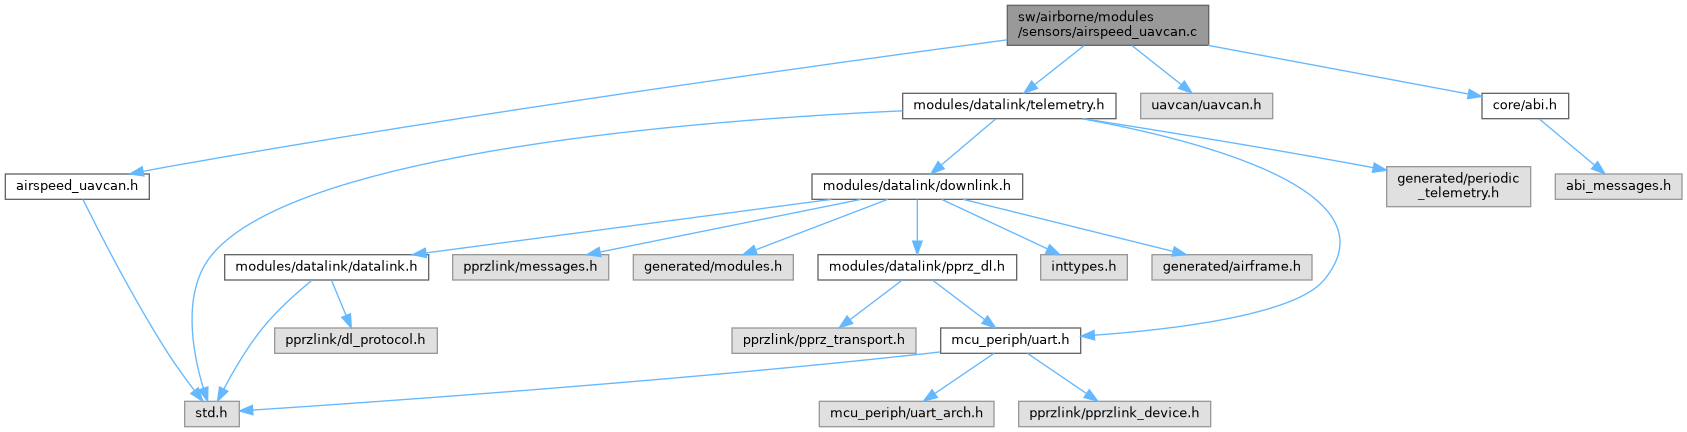 sw/airborne/modules
/sensors/airspeed_uavcan.c
modules/datalink/telemetry.h
uavcan/uavcan.h
core/abi.h
airspeed_uavcan.h
modules/datalink/downlink.h
generated/periodic
_telemetry.h
abi_messages.h
modules/datalink/datalink.h
pprzlink/messages.h
generated/modules.h
modules/datalink/pprz_dl.h
inttypes.h
generated/airframe.h
pprzlink/dl_protocol.h
pprzlink/pprz_transport.h
mcu_periph/uart.h
std.h
mcu_periph/uart_arch.h
pprzlink/pprzlink_device.h